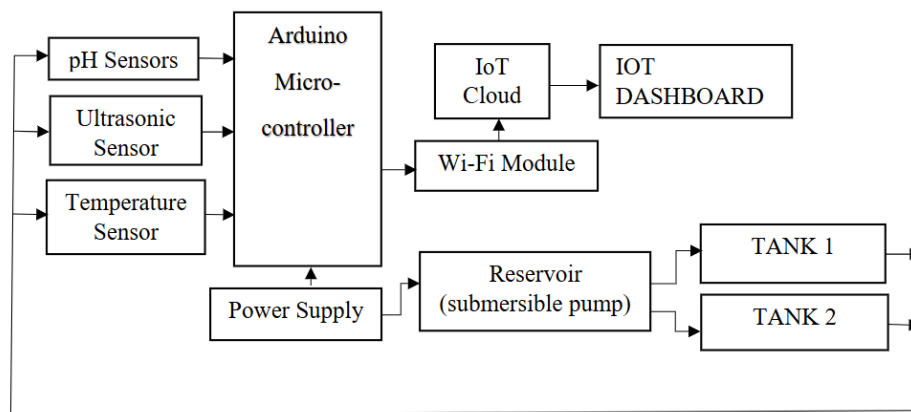 pH Sensors
Ultrasonic
Sensor
Temperature
Sensor
Arduino
Micro-
controller
Power Supply
IoT
Cloud
IOT
DASHBOARD
Wi-Fi Module
Reservoir
(submersible pump)
TANK 1
TANK 2